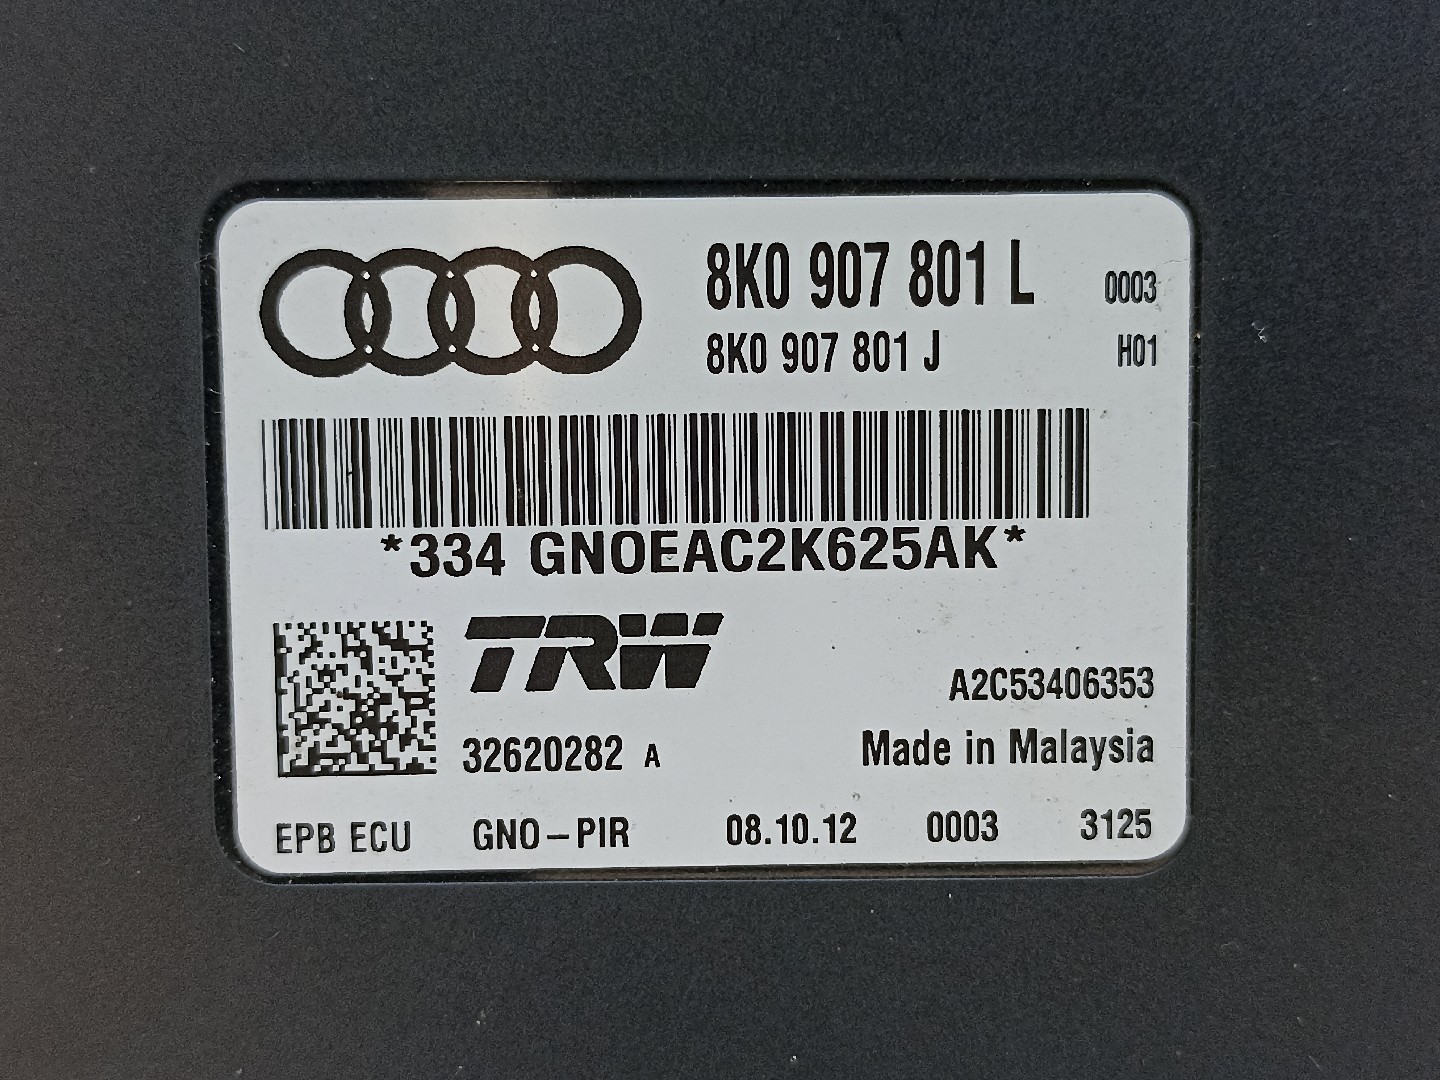 8K0 907 801 L 0003
8K0 907 801 J H01
*334 GNOEAC2K625AK*
TRW
A2C53406353
32620282 A Made in Malaysia
EPB ECU GNO-PIR 08.10.12 0003 3125